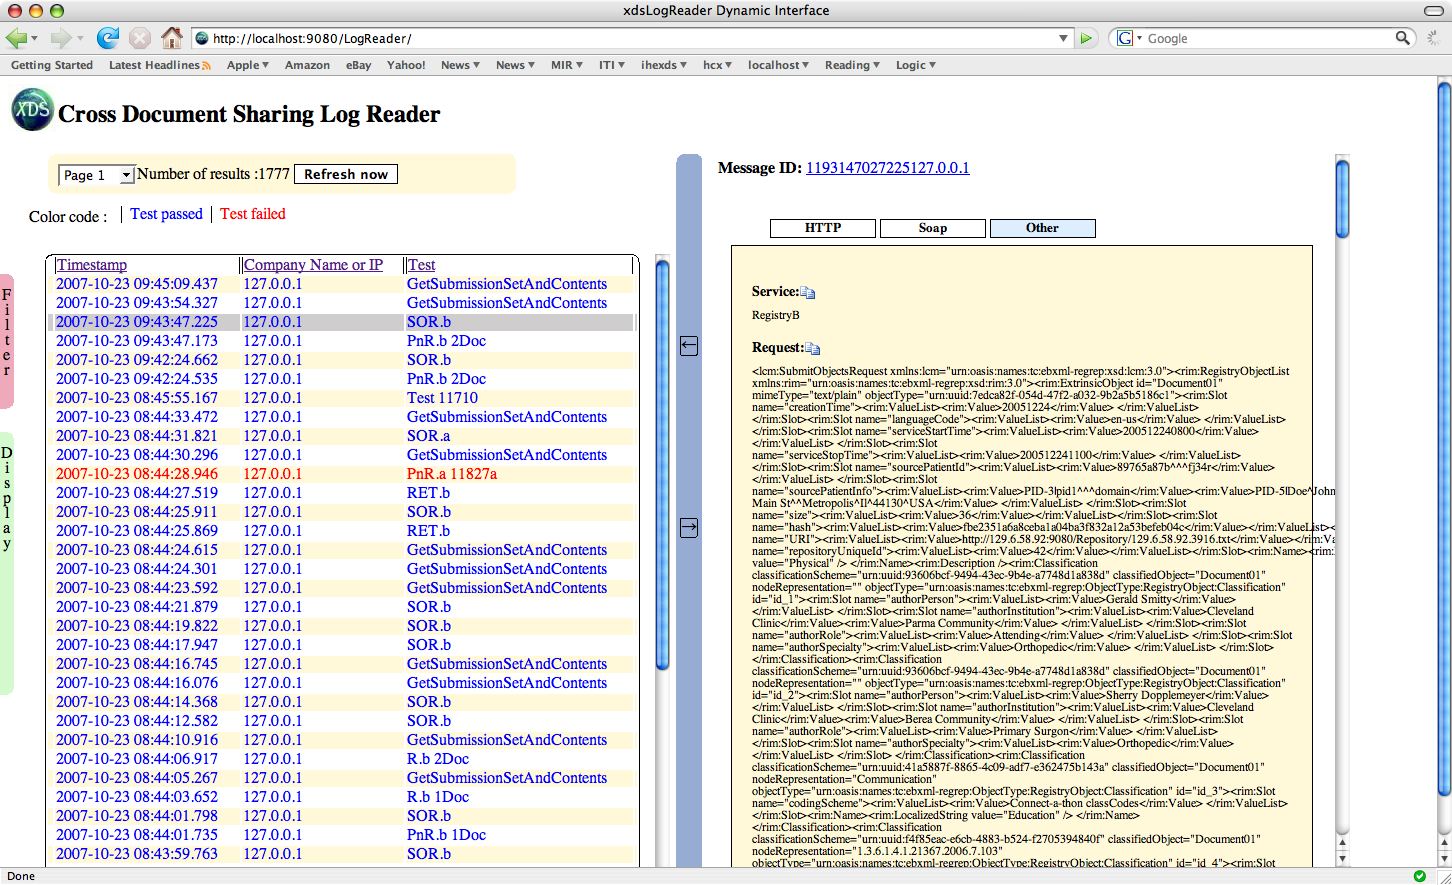 xdsLogReader Dynamic Interface
http://localhost:9080/LogReader/
Google
Getting Started Latest Headlines Apple Amazon eBay Yahoo! News News MIR ITI ihexds hcx localhost Reading Logic
XDS Cross Document Sharing Log Reader
Page 1 Number of results :1777 Refresh now
Color code : Test passed Test failed
Filter
Display
Timestamp Company Name or IP Test
2007-10-23 09:45:09.437 127.0.0.1 GetSubmissionSetAndContents
2007-10-23 09:43:54.327 127.0.0.1 GetSubmissionSetAndContents
2007-10-23 09:43:47.225 127.0.0.1 SOR.b
2007-10-23 09:43:47.173 127.0.0.1 PnR.b 2Doc
2007-10-23 09:42:24.662 127.0.0.1 SOR.b
2007-10-23 09:42:24.535 127.0.0.1 PnR.b 2Doc
2007-10-23 08:45:55.167 127.0.0.1 Test 11710
2007-10-23 08:44:33.472 127.0.0.1 GetSubmissionSetAndContents
2007-10-23 08:44:31.821 127.0.0.1 SOR.a
2007-10-23 08:44:30.296 127.0.0.1 GetSubmissionSetAndContents
2007-10-23 08:44:28.946 127.0.0.1 PnR.a 11827a
2007-10-23 08:44:27.519 127.0.0.1 RET.b
2007-10-23 08:44:25.911 127.0.0.1 SOR.b
2007-10-23 08:44:25.869 127.0.0.1 RET.b
2007-10-23 08:44:24.615 127.0.0.1 GetSubmissionSetAndContents
2007-10-23 08:44:24.301 127.0.0.1 GetSubmissionSetAndContents
2007-10-23 08:44:23.592 127.0.0.1 GetSubmissionSetAndContents
2007-10-23 08:44:21.879 127.0.0.1 SOR.b
2007-10-23 08:44:19.822 127.0.0.1 SOR.b
2007-10-23 08:44:17.947 127.0.0.1 SOR.b
2007-10-23 08:44:16.745 127.0.0.1 GetSubmissionSetAndContents
2007-10-23 08:44:16.076 127.0.0.1 GetSubmissionSetAndContents
2007-10-23 08:44:14.368 127.0.0.1 SOR.b
2007-10-23 08:44:12.582 127.0.0.1 SOR.b
2007-10-23 08:44:10.916 127.0.0.1 GetSubmissionSetAndContents
2007-10-23 08:44:06.917 127.0.0.1 R.b 2Doc
2007-10-23 08:44:05.267 127.0.0.1 GetSubmissionSetAndContents
2007-10-23 08:44:03.652 127.0.0.1 R.b 1Doc
2007-10-23 08:44:01.798 127.0.0.1 SOR.b
2007-10-23 08:44:01.735 127.0.0.1 PnR.b 1Doc
2007-10-23 08:43:59.763 127.0.0.1 SOR.b
Message ID: 1193147027225127.0.0.1
HTTP Soap Other
Service:
RegistryB
Request:
<lcm:SubmitObjectsRequest xmlns:lcm="urn:oasis:names:tc:ebxml-regrep:xsd:lcm:3.0"><rim:RegistryObjectList
xmlns:rim="urn:oasis:names:tc:ebxml-regrep:xsd:rim:3.0"><rim:ExtrinsicObject id="Document01"
mimeType="text/plain" objectType="urn:uuid:7edca82f-054d-47f2-a032-9b2a5b5186c1"><rim:Slot
name="creationTime"><rim:ValueList><rim:Value>20051224</rim:Value> </rim:ValueList>
</rim:Slot><rim:Slot name="languageCode"><rim:ValueList><rim:Value>en-us</rim:Value> </rim:ValueList>
</rim:Slot><rim:Slot name="serviceStartTime"><rim:ValueList><rim:Value>200512240800</rim:Value>
</rim:ValueList> </rim:Slot><rim:Slot
name="serviceStopTime"><rim:ValueList><rim:Value>200512241100</rim:Value> </rim:ValueList>
</rim:Slot><rim:Slot name="sourcePatientId"><rim:ValueList><rim:Value>89765a87b^^^fj34r</rim:Value>
</rim:ValueList> </rim:Slot><rim:Slot
name="sourcePatientInfo"><rim:ValueList><rim:Value>PID-3|pid1^^^domain</rim:Value><rim:Value>PID-5|Doe^John
Main St^^Metropolis^Il^44130^USA</rim:Value> </rim:ValueList> </rim:Slot><rim:Slot
name="size"><rim:ValueList><rim:Value>36</rim:Value> </rim:ValueList></rim:Slot><rim:Slot
name="hash"><rim:ValueList><rim:Value>fbe2351a6a8ceba1a04ba3f832a12a53befeb04c</rim:Value></rim:ValueList><
name="URI"><rim:ValueList><rim:Value>http://129.6.58.92:9080/Repository/129.6.58.92.3916.txt</rim:Value></rim:Va
name="repositoryUniqueId"><rim:ValueList><rim:Value>42</rim:Value></rim:ValueList></rim:Slot><rim:Name><rim:
value="Physical" /> </rim:Name><rim:Description /><rim:Classification
classificationScheme="urn:uuid:93606bcf-9494-43ec-9b4e-a7748d1a838d" classifiedObject="Document01"
nodeRepresentation="" objectType="urn:oasis:names:tc:ebxml-regrep:ObjectType:RegistryObject:Classification"
id="id_1"><rim:Slot name="authorPerson"><rim:ValueList><rim:Value>Gerald Smitty</rim:Value>
</rim:ValueList> </rim:Slot><rim:Slot name="authorInstitution"><rim:ValueList><rim:Value>Cleveland
Clinic</rim:Value><rim:Value>Parma Community</rim:Value> </rim:ValueList> </rim:Slot><rim:Slot
name="authorRole"><rim:ValueList><rim:Value>Attending</rim:Value> </rim:ValueList> </rim:Slot><rim:Slot
name="authorSpecialty"><rim:ValueList><rim:Value>Orthopedic</rim:Value> </rim:ValueList> </rim:Slot>
</rim:Classification><rim:Classification
classificationScheme="urn:uuid:93606bcf-9494-43ec-9b4e-a7748d1a838d" classifiedObject="Document01"
nodeRepresentation="" objectType="urn:oasis:names:tc:ebxml-regrep:ObjectType:RegistryObject:Classification"
id="id_2"><rim:Slot name="authorPerson"><rim:ValueList><rim:Value>Sherry Dopplemeyer</rim:Value>
</rim:ValueList> </rim:Slot><rim:Slot name="authorInstitution"><rim:ValueList><rim:Value>Cleveland
Clinic</rim:Value><rim:Value>Berea Community</rim:Value> </rim:ValueList> </rim:Slot><rim:Slot
name="authorRole"><rim:ValueList><rim:Value>Primary Surgon</rim:Value> </rim:ValueList>
</rim:Slot><rim:Slot name="authorSpecialty"><rim:ValueList><rim:Value>Orthopedic</rim:Value>
</rim:ValueList> </rim:Slot> </rim:Classification><rim:Classification
classificationScheme="urn:uuid:41a5887f-8865-4c09-adf7-e362475b143a" classifiedObject="Document01"
nodeRepresentation="Communication"
objectType="urn:oasis:names:tc:ebxml-regrep:ObjectType:RegistryObject:Classification" id="id_3"><rim:Slot
name="codingScheme"><rim:ValueList><rim:Value>Connect-a-thon classCodes</rim:Value> </rim:ValueList>
</rim:Slot><rim:Name><rim:LocalizedString value="Education" /> </rim:Name>
</rim:Classification><rim:Classification
classificationScheme="urn:uuid:f4f85eac-e6cb-4883-b524-f2705394840f" classifiedObject="Document01"
nodeRepresentation="1.3.6.1.4.1.21367.2006.7.103"
objectType="urn:oasis:names:tc:ebxml-regrep:ObjectType:RegistryObject:Classification" id="id_4"><rim:Slot
Done